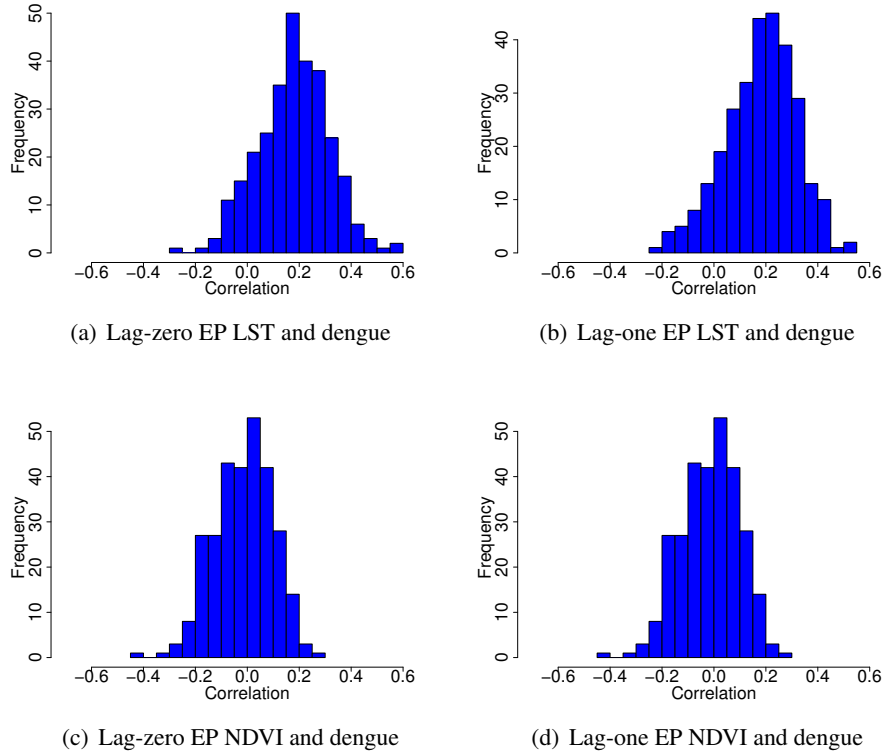 Frequency
0 10 20 30 40 50
−0.6 −0.4 −0.2 0.0 0.2 0.4 0.6
Correlation
(a) Lag-zero EP LST and dengue
Frequency
0 10 20 30 40
−0.6 −0.4 −0.2 0.0 0.2 0.4 0.6
Correlation
(b) Lag-one EP LST and dengue
Frequency
0 10 20 30 40 50
−0.6 −0.4 −0.2 0.0 0.2 0.4 0.6
Correlation
(c) Lag-zero EP NDVI and dengue
Frequency
0 10 20 30 40 50
−0.6 −0.4 −0.2 0.0 0.2 0.4 0.6
Correlation
(d) Lag-one EP NDVI and dengue